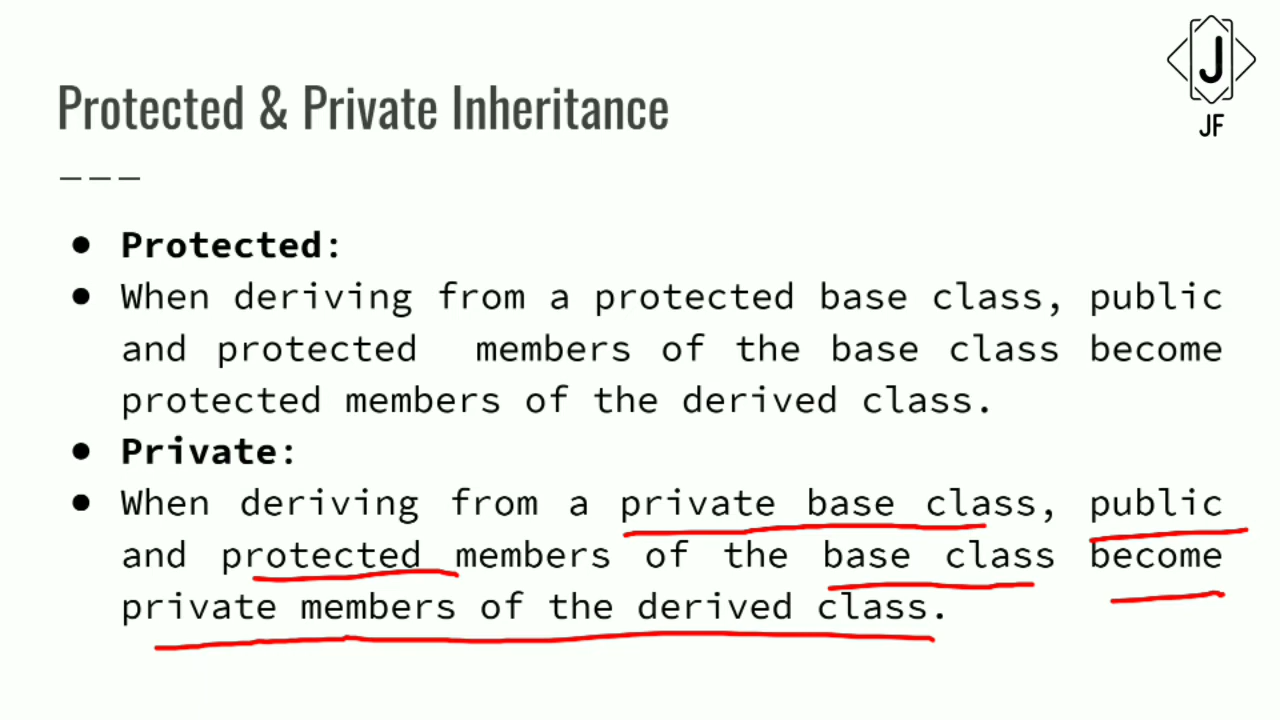 J
JF
Protected & Private Inheritance
● Protected:
● When deriving from a protected base class, public
and protected members of the base class become
protected members of the derived class.
● Private:
● When deriving from a private base class, public
and protected members of the base class become
private members of the derived class.